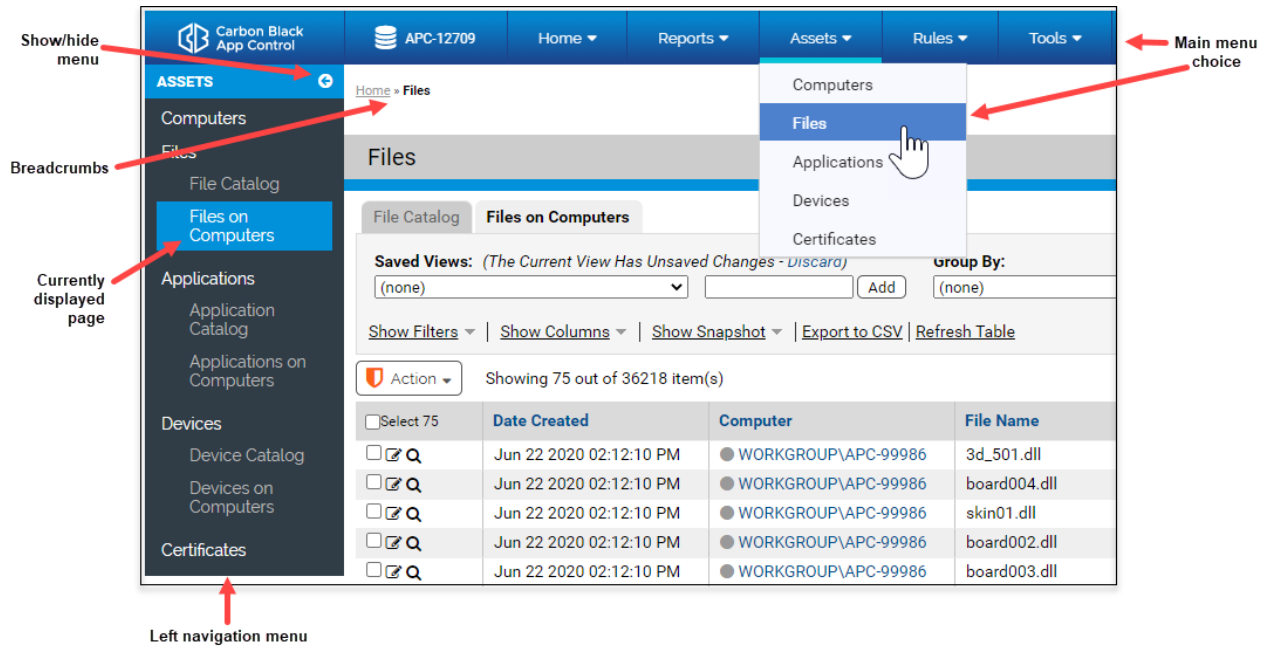 Show/hide
menu
Carbon Black
App Control
APC-12709
Home
Reports
Assets
Rules
Tools
Main menu
choice
ASSETS
Home » Files
Computers
Computers
Files
Files
Files
Applications
Breadcrumbs
File Catalog
Devices
Files on
Computers
File Catalog
Files on Computers
Certificates
Saved Views: (The Current View Has Unsaved Changes - Discard)
Group By:
Currently
displayed
page
Applications
(none)
Add
(none)
Application
Catalog
Show Filters | Show Columns | Show Snapshot | Export to CSV | Refresh Table
Applications on
Computers
Action
Showing 75 out of 36218 item(s)
Devices
Select 75 Date Created Computer File Name
Device Catalog
Jun 22 2020 02:12:10 PM WORKGROUP\APC-99986 3d_501.dll
Devices on
Computers
Jun 22 2020 02:12:10 PM WORKGROUP\APC-99986 board004.dll
Jun 22 2020 02:12:10 PM WORKGROUP\APC-99986 skin01.dll
Certificates
Jun 22 2020 02:12:10 PM WORKGROUP\APC-99986 board002.dll
Jun 22 2020 02:12:10 PM WORKGROUP\APC-99986 board003.dll
Left navigation menu